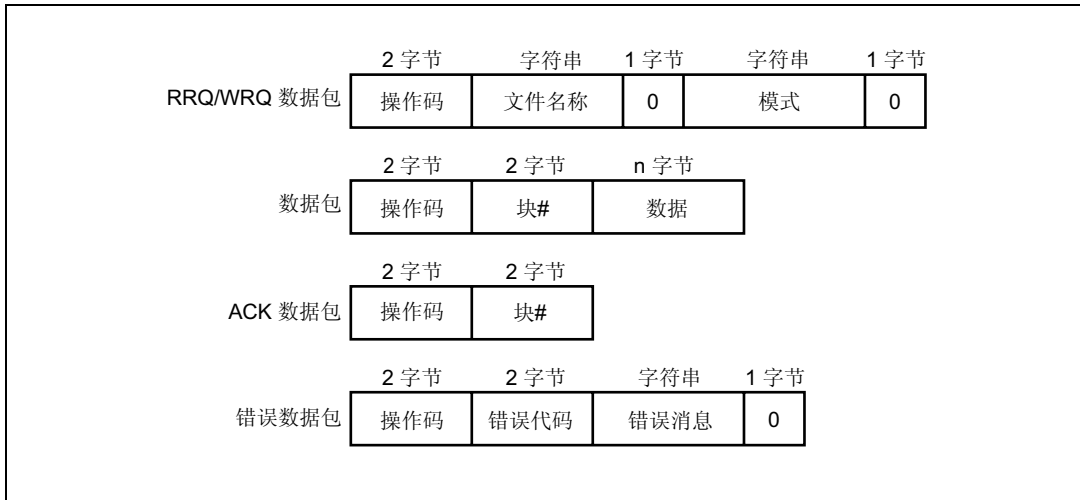 2 字节 字符串 1 字节 字符串 1 字节
RRQ/WRQ 数据包 操作码 文件名称 0 模式 0
2 字节 2 字节 n 字节
数据包 操作码 块# 数据
2 字节 2 字节
ACK 数据包 操作码 块#
2 字节 2 字节 字符串 1 字节
错误数据包 操作码 错误代码 错误消息 0